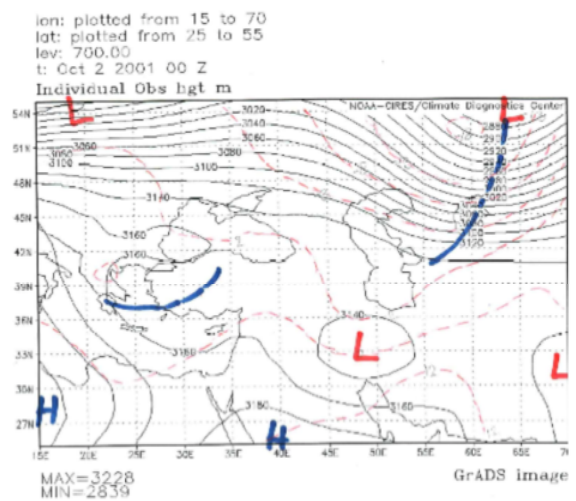 lon: plotted from 15 to 70
lat: plotted from 25 to 55
lev: 700.00
t: Oct 2 2001 00 Z
Individual Obs hgt m
NOAA-CIRES/Climate Diagnostics Center
54N
L
L
3020
3040
3060
51N
3060
3080
3100
3100
48N
3140
45N
3160
3120
42N
3160
39N
36N
3140
33N
3160
L
L
30N
H
3180
3160
27N
H
15E 20E 25E 30E 35E 40E 45E 50E 55E 60E 65E
MAX=3228
MIN=2839
GrADS image